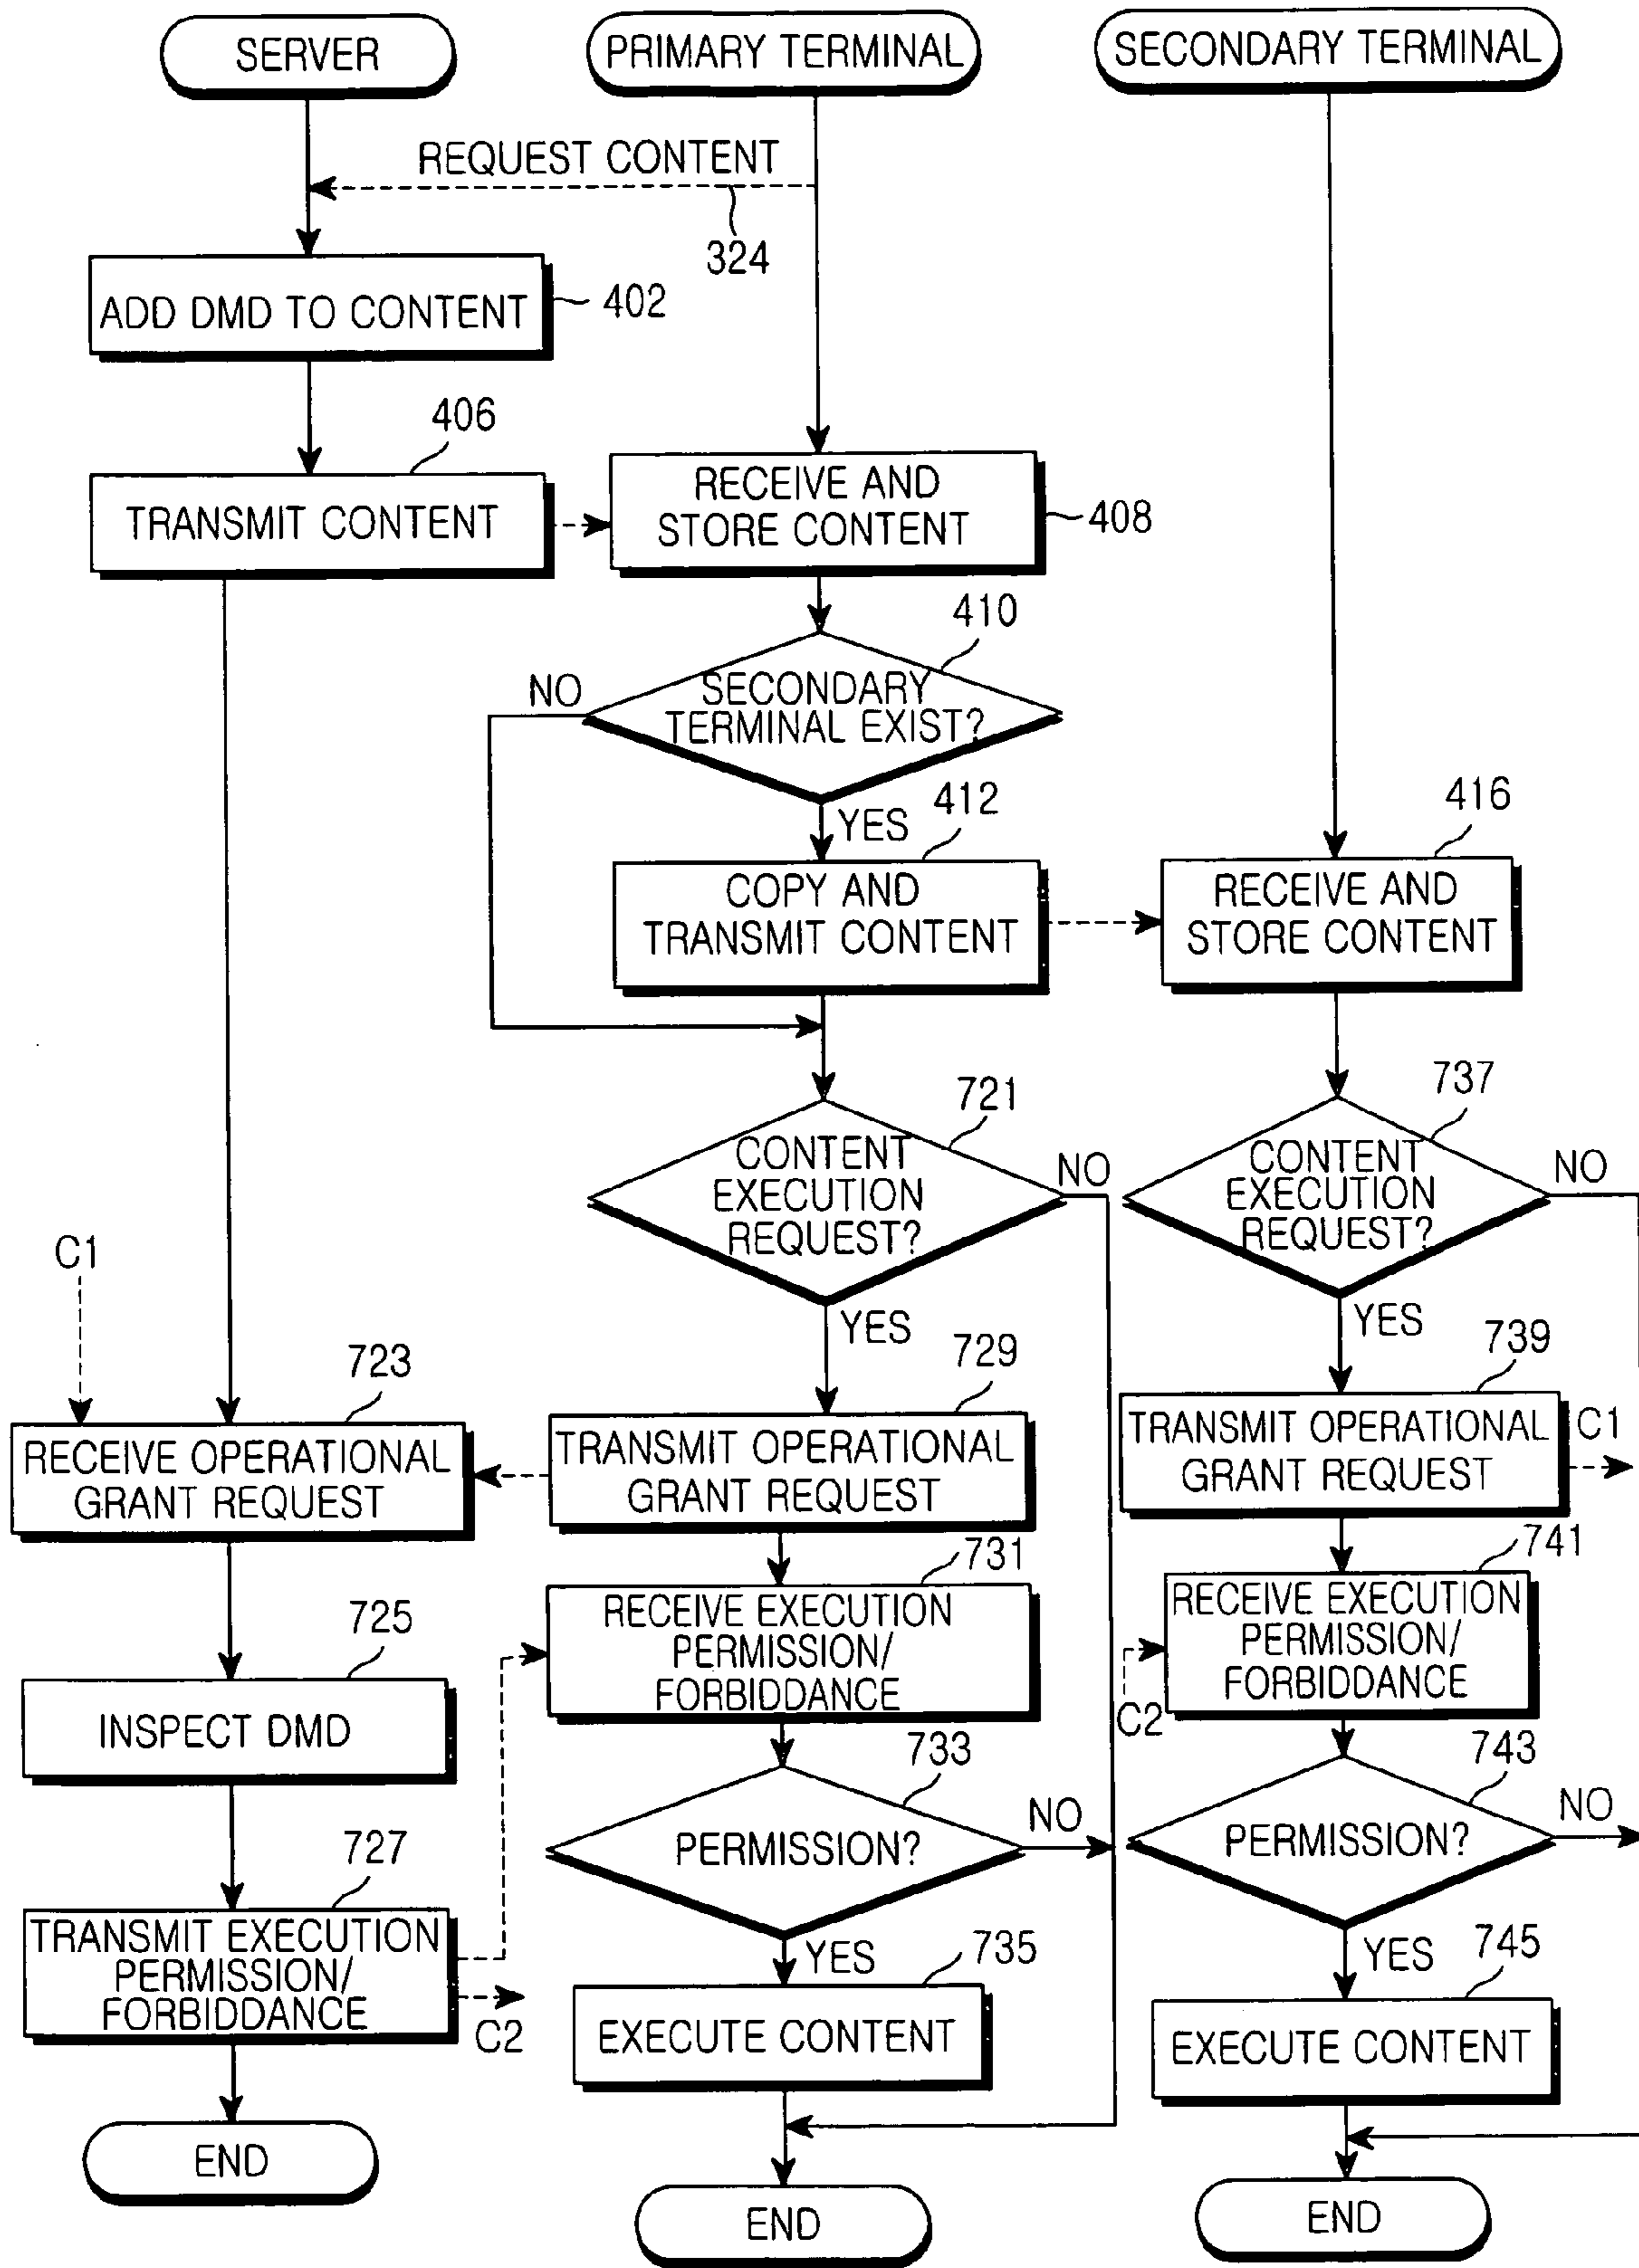 SERVER
PRIMARY TERMINAL
SECONDARY TERMINAL
REQUEST CONTENT
324
ADD DMD TO CONTENT
402
406
TRANSMIT CONTENT
RECEIVE AND
STORE CONTENT
408
410
NO
SECONDARY
TERMINAL EXIST?
YES
412
416
COPY AND
TRANSMIT CONTENT
RECEIVE AND
STORE CONTENT
721
737
CONTENT
EXECUTION
REQUEST?
NO
CONTENT
EXECUTION
REQUEST?
NO
C1
YES
YES
723
729
739
RECEIVE OPERATIONAL
GRANT REQUEST
TRANSMIT OPERATIONAL
GRANT REQUEST
TRANSMIT OPERATIONAL
GRANT REQUEST
C1
731
741
RECEIVE EXECUTION
PERMISSION/
FORBIDDANCE
RECEIVE EXECUTION
PERMISSION/
FORBIDDANCE
C2
725
INSPECT DMD
733
743
PERMISSION?
NO
PERMISSION?
NO
727
TRANSMIT EXECUTION
PERMISSION/
FORBIDDANCE
C2
YES
735
YES
745
EXECUTE CONTENT
EXECUTE CONTENT
END
END
END